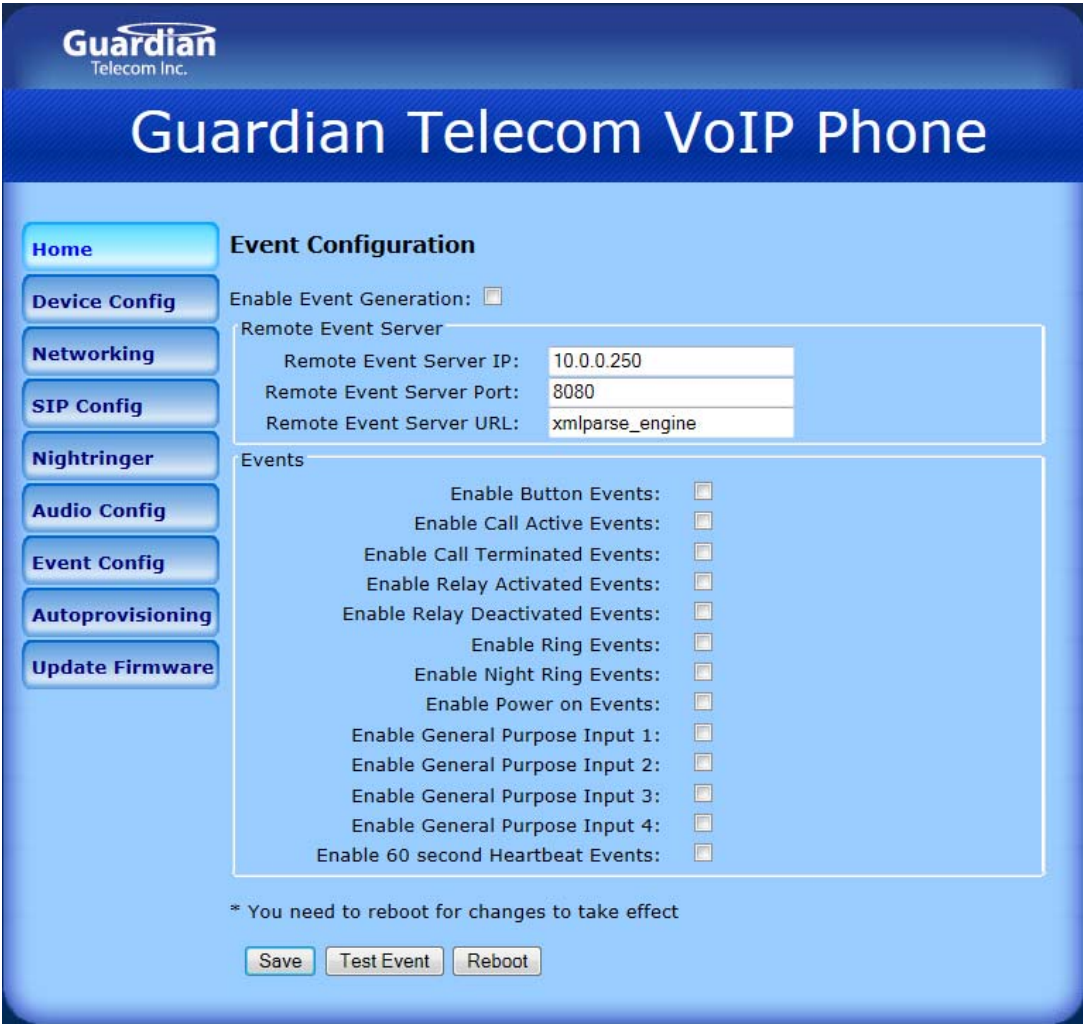 Guardian
Telecom Inc.
Guardian Telecom VoIP Phone
Home
Device Config
Networking
SIP Config
Nightringer
Audio Config
Event Config
Autoprovisioning
Update Firmware
Event Configuration
Enable Event Generation:
Remote Event Server
Remote Event Server IP: 10.0.0.250
Remote Event Server Port: 8080
Remote Event Server URL: xmlparse_engine
Events
Enable Button Events:
Enable Call Active Events:
Enable Call Terminated Events:
Enable Relay Activated Events:
Enable Relay Deactivated Events:
Enable Ring Events:
Enable Night Ring Events:
Enable Power on Events:
Enable General Purpose Input 1:
Enable General Purpose Input 2:
Enable General Purpose Input 3:
Enable General Purpose Input 4:
Enable 60 second Heartbeat Events:
* You need to reboot for changes to take effect
Save Test Event Reboot